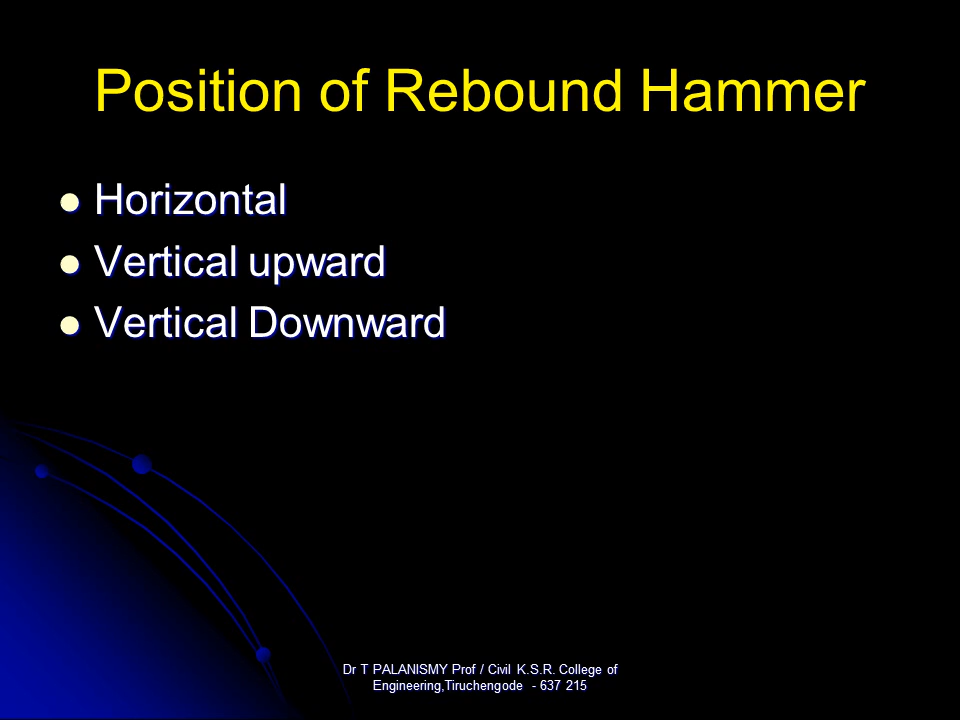 Position of Rebound Hammer
Horizontal
Vertical upward
Vertical Downward
Dr T PALANISMY Prof / Civil K.S.R. College of
Engineering,Tiruchengode - 637 215